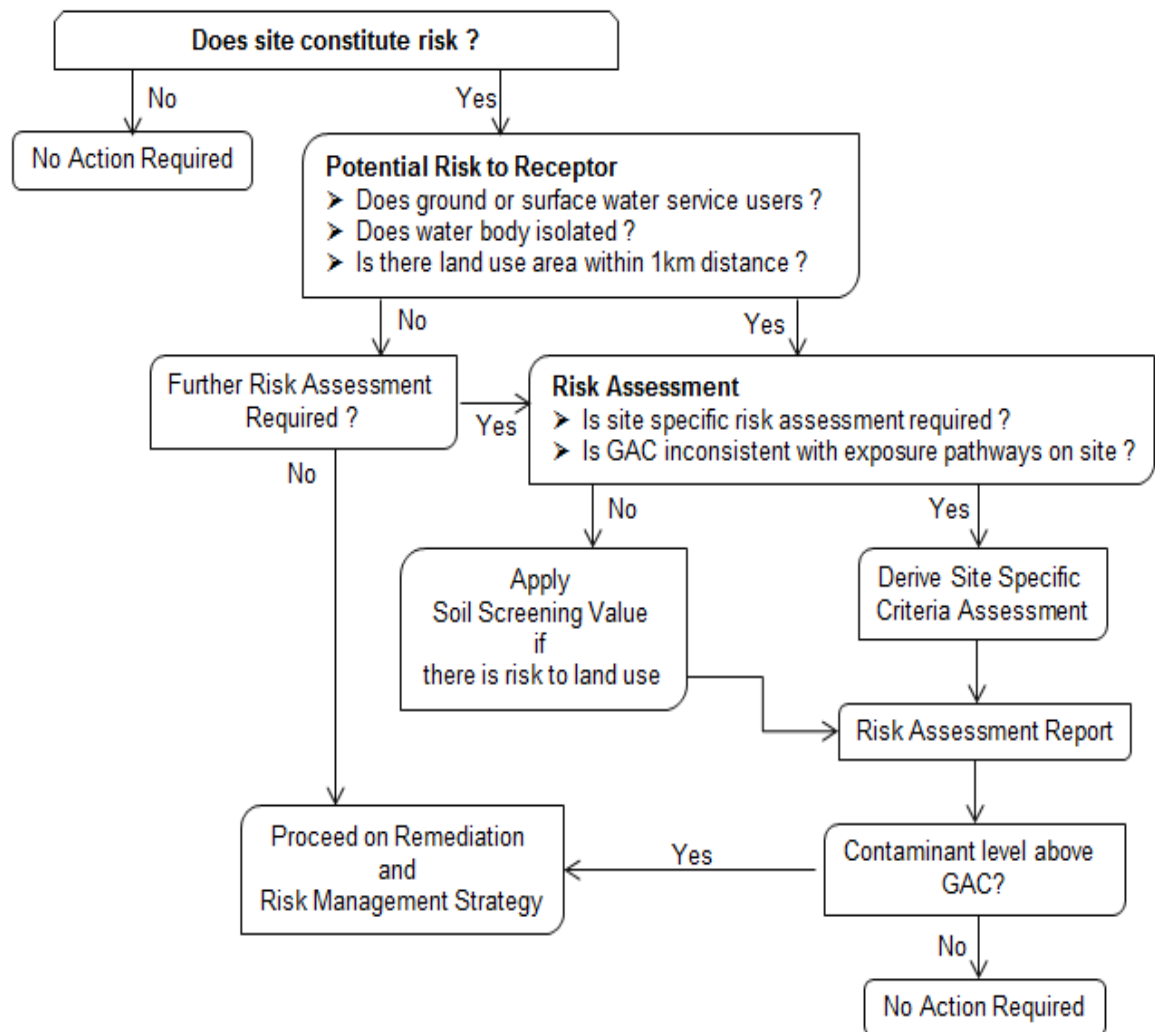 Does site constitute risk ?
No
Yes
No Action Required
Potential Risk to Receptor
➤ Does ground or surface water service users ?
➤ Does water body isolated ?
➤ Is there land use area within 1km distance ?
No
Yes
Further Risk Assessment
Required ?
Yes
No
Risk Assessment
➤ Is site specific risk assessment required ?
➤ Is GAC inconsistent with exposure pathways on site ?
No
Yes
Apply
Soil Screening Value
if
there is risk to land use
Derive Site Specific
Criteria Assessment
Risk Assessment Report
Proceed on Remediation
and
Risk Management Strategy
Yes
Contaminant level above
GAC?
No
No Action Required